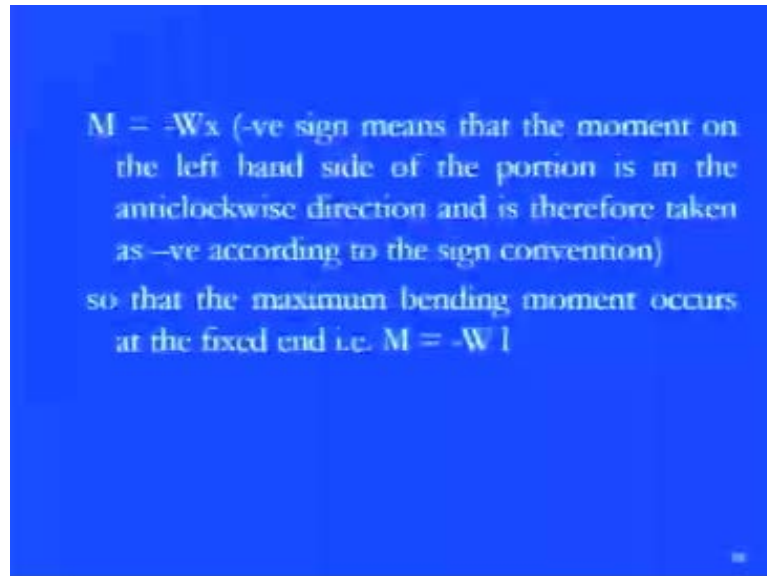 M = -Wx (-ve sign means that the moment on
the left hand side of the portion is in the
anticlockwise direction and is therefore taken
as –ve according to the sign convention)
so that the maximum bending moment occurs
at the fixed end i.e. M = -W l